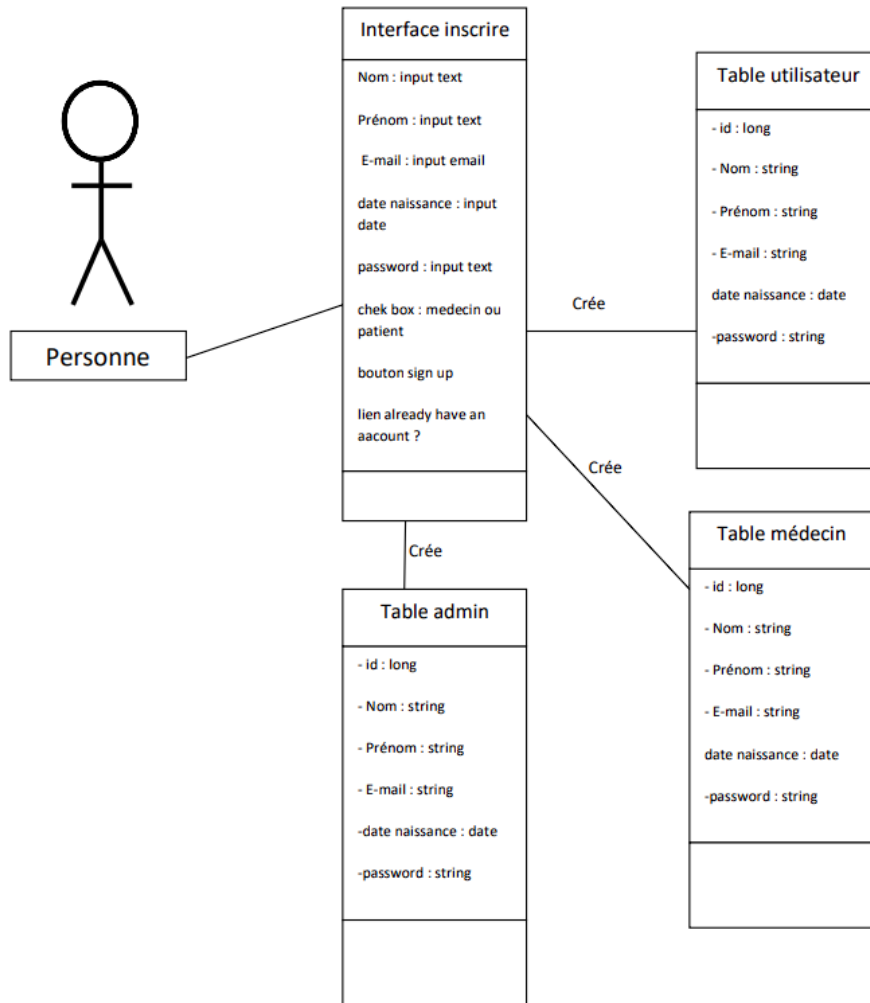 Personne
Interface inscrire
Nom : input text
Prénom : input text
E-mail : input email
date naissance : input
date
password : input text
chek box : medecin ou
patient
bouton sign up
lien already have an
aacount ?
Crée
Table utilisateur
- id : long
- Nom : string
- Prénom : string
- E-mail : string
date naissance : date
-password : string
Crée
Table médecin
- id : long
- Nom : string
- Prénom : string
- E-mail : string
date naissance : date
-password : string
Crée
Table admin
- id : long
- Nom : string
- Prénom : string
- E-mail : string
-date naissance : date
-password : string